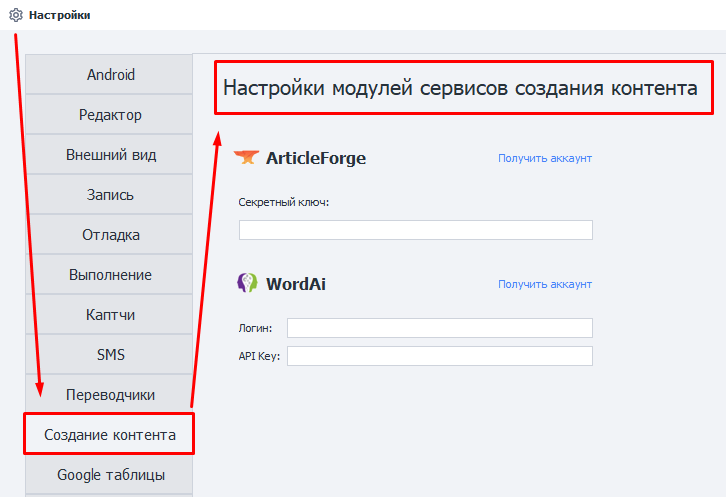 Настройки
Android
Редактор
Внешний вид
Запись
Отладка
Выполнение
Каптчи
SMS
Переводчики
Создание контента
Google таблицы
Настройки модулей сервисов создания контента
ArticleForge
Получить аккаунт
Секретный ключ:
WordAi
Получить аккаунт
Логин:
API Key: